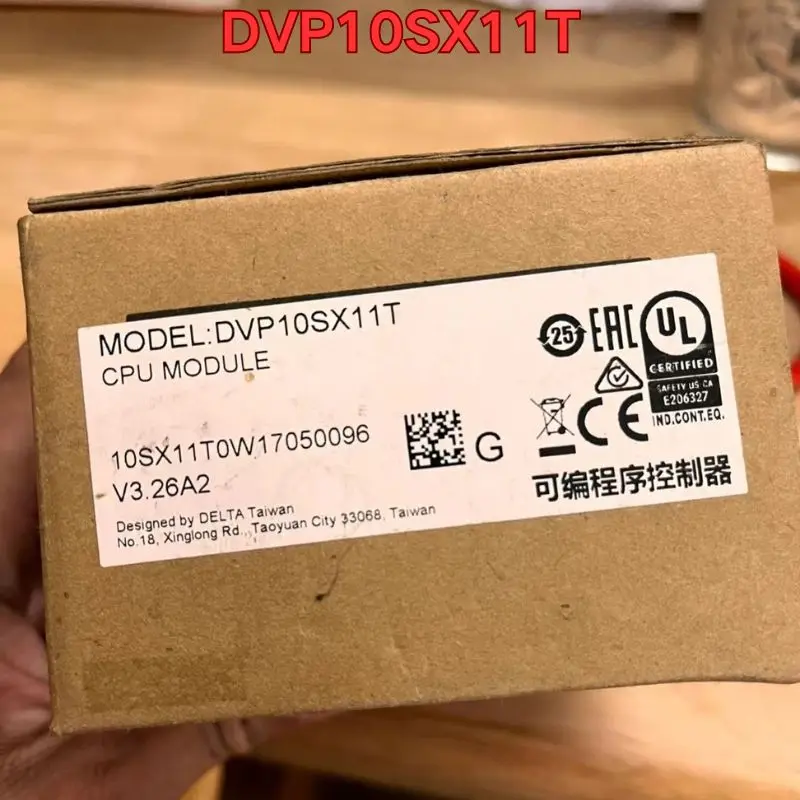 DVP10SX11T
MODEL:DVP10SX11T
CPU MODULE
10SX11T0W17050096
V3.26A2
Designed by DELTA Taiwan
No.18, Xinglong Rd., Taoyuan City 33068, Taiwan
G
25
EAC
UL
CERTIFIED
SAFETY US CA
E206327
IND.CONT.EQ.
CE
可编程序控制器